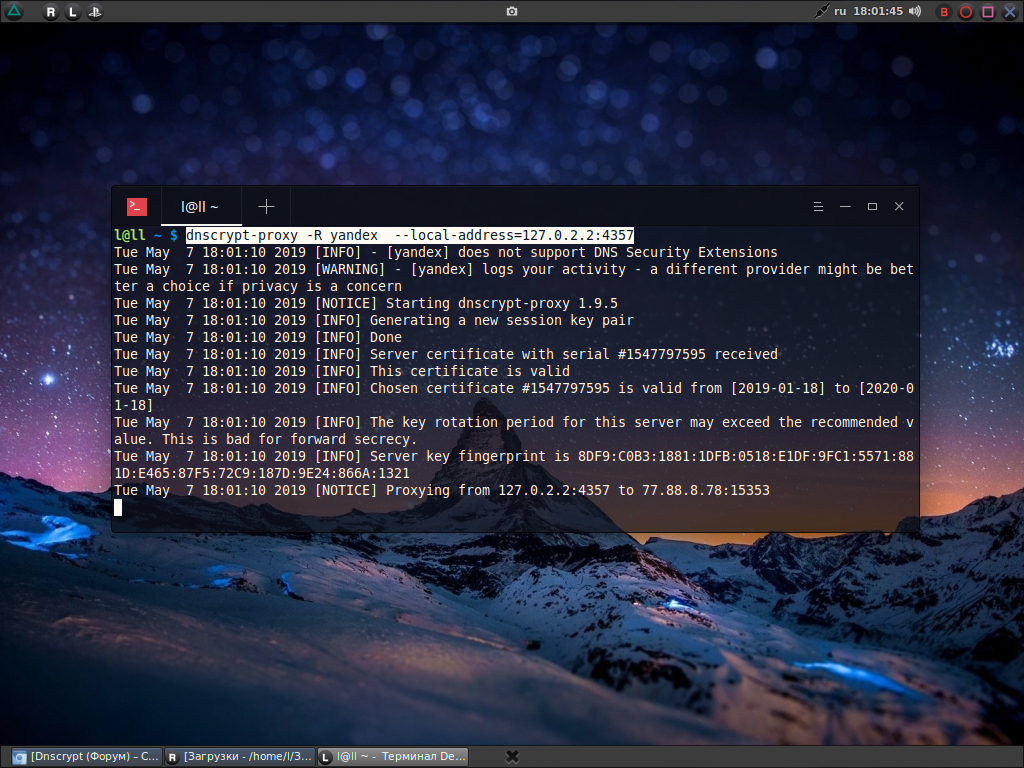 R L ru 18:01:45 B
l@ll ~
l@ll ~ $ dnscrypt-proxy -R yandex  --local-address=127.0.2.2:4357
Tue May  7 18:01:10 2019 [INFO] - [yandex] does not support DNS Security Extensions
Tue May  7 18:01:10 2019 [WARNING] - [yandex] logs your activity - a different provider might be bet
ter a choice if privacy is a concern
Tue May  7 18:01:10 2019 [NOTICE] Starting dnscrypt-proxy 1.9.5
Tue May  7 18:01:10 2019 [INFO] Generating a new session key pair
Tue May  7 18:01:10 2019 [INFO] Done
Tue May  7 18:01:10 2019 [INFO] Server certificate with serial #1547797595 received
Tue May  7 18:01:10 2019 [INFO] This certificate is valid
Tue May  7 18:01:10 2019 [INFO] Chosen certificate #1547797595 is valid from [2019-01-18] to [2020-0
1-18]
Tue May  7 18:01:10 2019 [INFO] The key rotation period for this server may exceed the recommended v
alue. This is bad for forward secrecy.
Tue May  7 18:01:10 2019 [INFO] Server key fingerprint is 8DF9:C0B3:1881:1DFB:0518:E1DF:9FC1:5571:88
1D:E465:87F5:72C9:187D:9E24:866A:1321
Tue May  7 18:01:10 2019 [NOTICE] Proxying from 127.0.2.2:4357 to 77.88.8.78:15353
[Dnscrypt (Форум) – С... R [Загрузки - /home/l/З... L l@ll ~ - Терминал De...